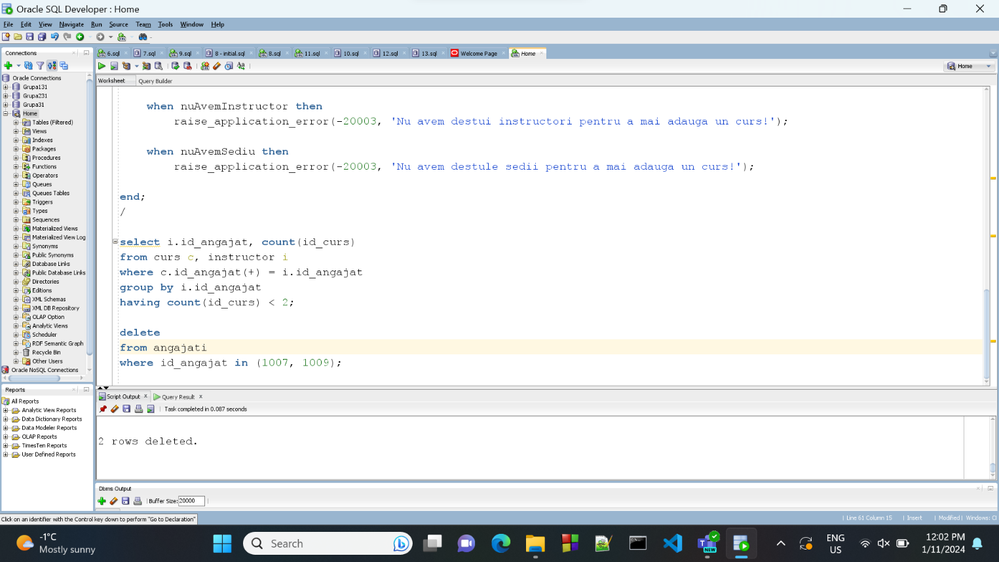 Oracle SQL Developer : Home
File Edit View Navigate Run Source Team Tools Window Help
Connections
Oracle Connections
Grupa131
Grupa231
Grupa31
Home
Tables (Filtered)
Views
Indexes
Packages
Procedures
Functions
Operators
Queues
Queues Tables
Triggers
Types
Sequences
Materialized Views
Materialized View Log
Synonyms
Public Synonyms
Database Links
Public Database Links
Directories
Editions
XML Schemas
XML DB Repository
OLAP Option
Analytic Views
Scheduler
RDF Semantic Graph
Recycle Bin
Other Users
Oracle NoSQL Connections
Reports
All Reports
Analytic View Reports
Data Dictionary Reports
Data Modeler Reports
OLAP Reports
TimesTen Reports
User Defined Reports
6.sql 7.sql 9.sql 8 - initial.sql 8.sql 11.sql 10.sql 12.sql 13.sql Welcome Page Home
Home
Worksheet Query Builder
when nuAvemInstructor then
raise_application_error(-20003, 'Nu avem destui instructori pentru a mai adauga un curs!');
when nuAvemSediu then
raise_application_error(-20003, 'Nu avem destule sedii pentru a mai adauga un curs!');
end;
/
select i.id_angajat, count(id_curs)
from curs c, instructor i
where c.id_angajat(+) = i.id_angajat
group by i.id_angajat
having count(id_curs) < 2;
delete
from angajati
where id_angajat in (1007, 1009);
Script Output Query Result
Task completed in 0.087 seconds
2 rows deleted.
Dbms Output
Buffer Size: 20000
Click on an identifier with the Control key down to perform "Go to Declaration"
Line 61 Column 15 Insert Modified Windows: Cl
-1°C
Mostly sunny
Search
NEW
ENG
US
12:02 PM
1/11/2024